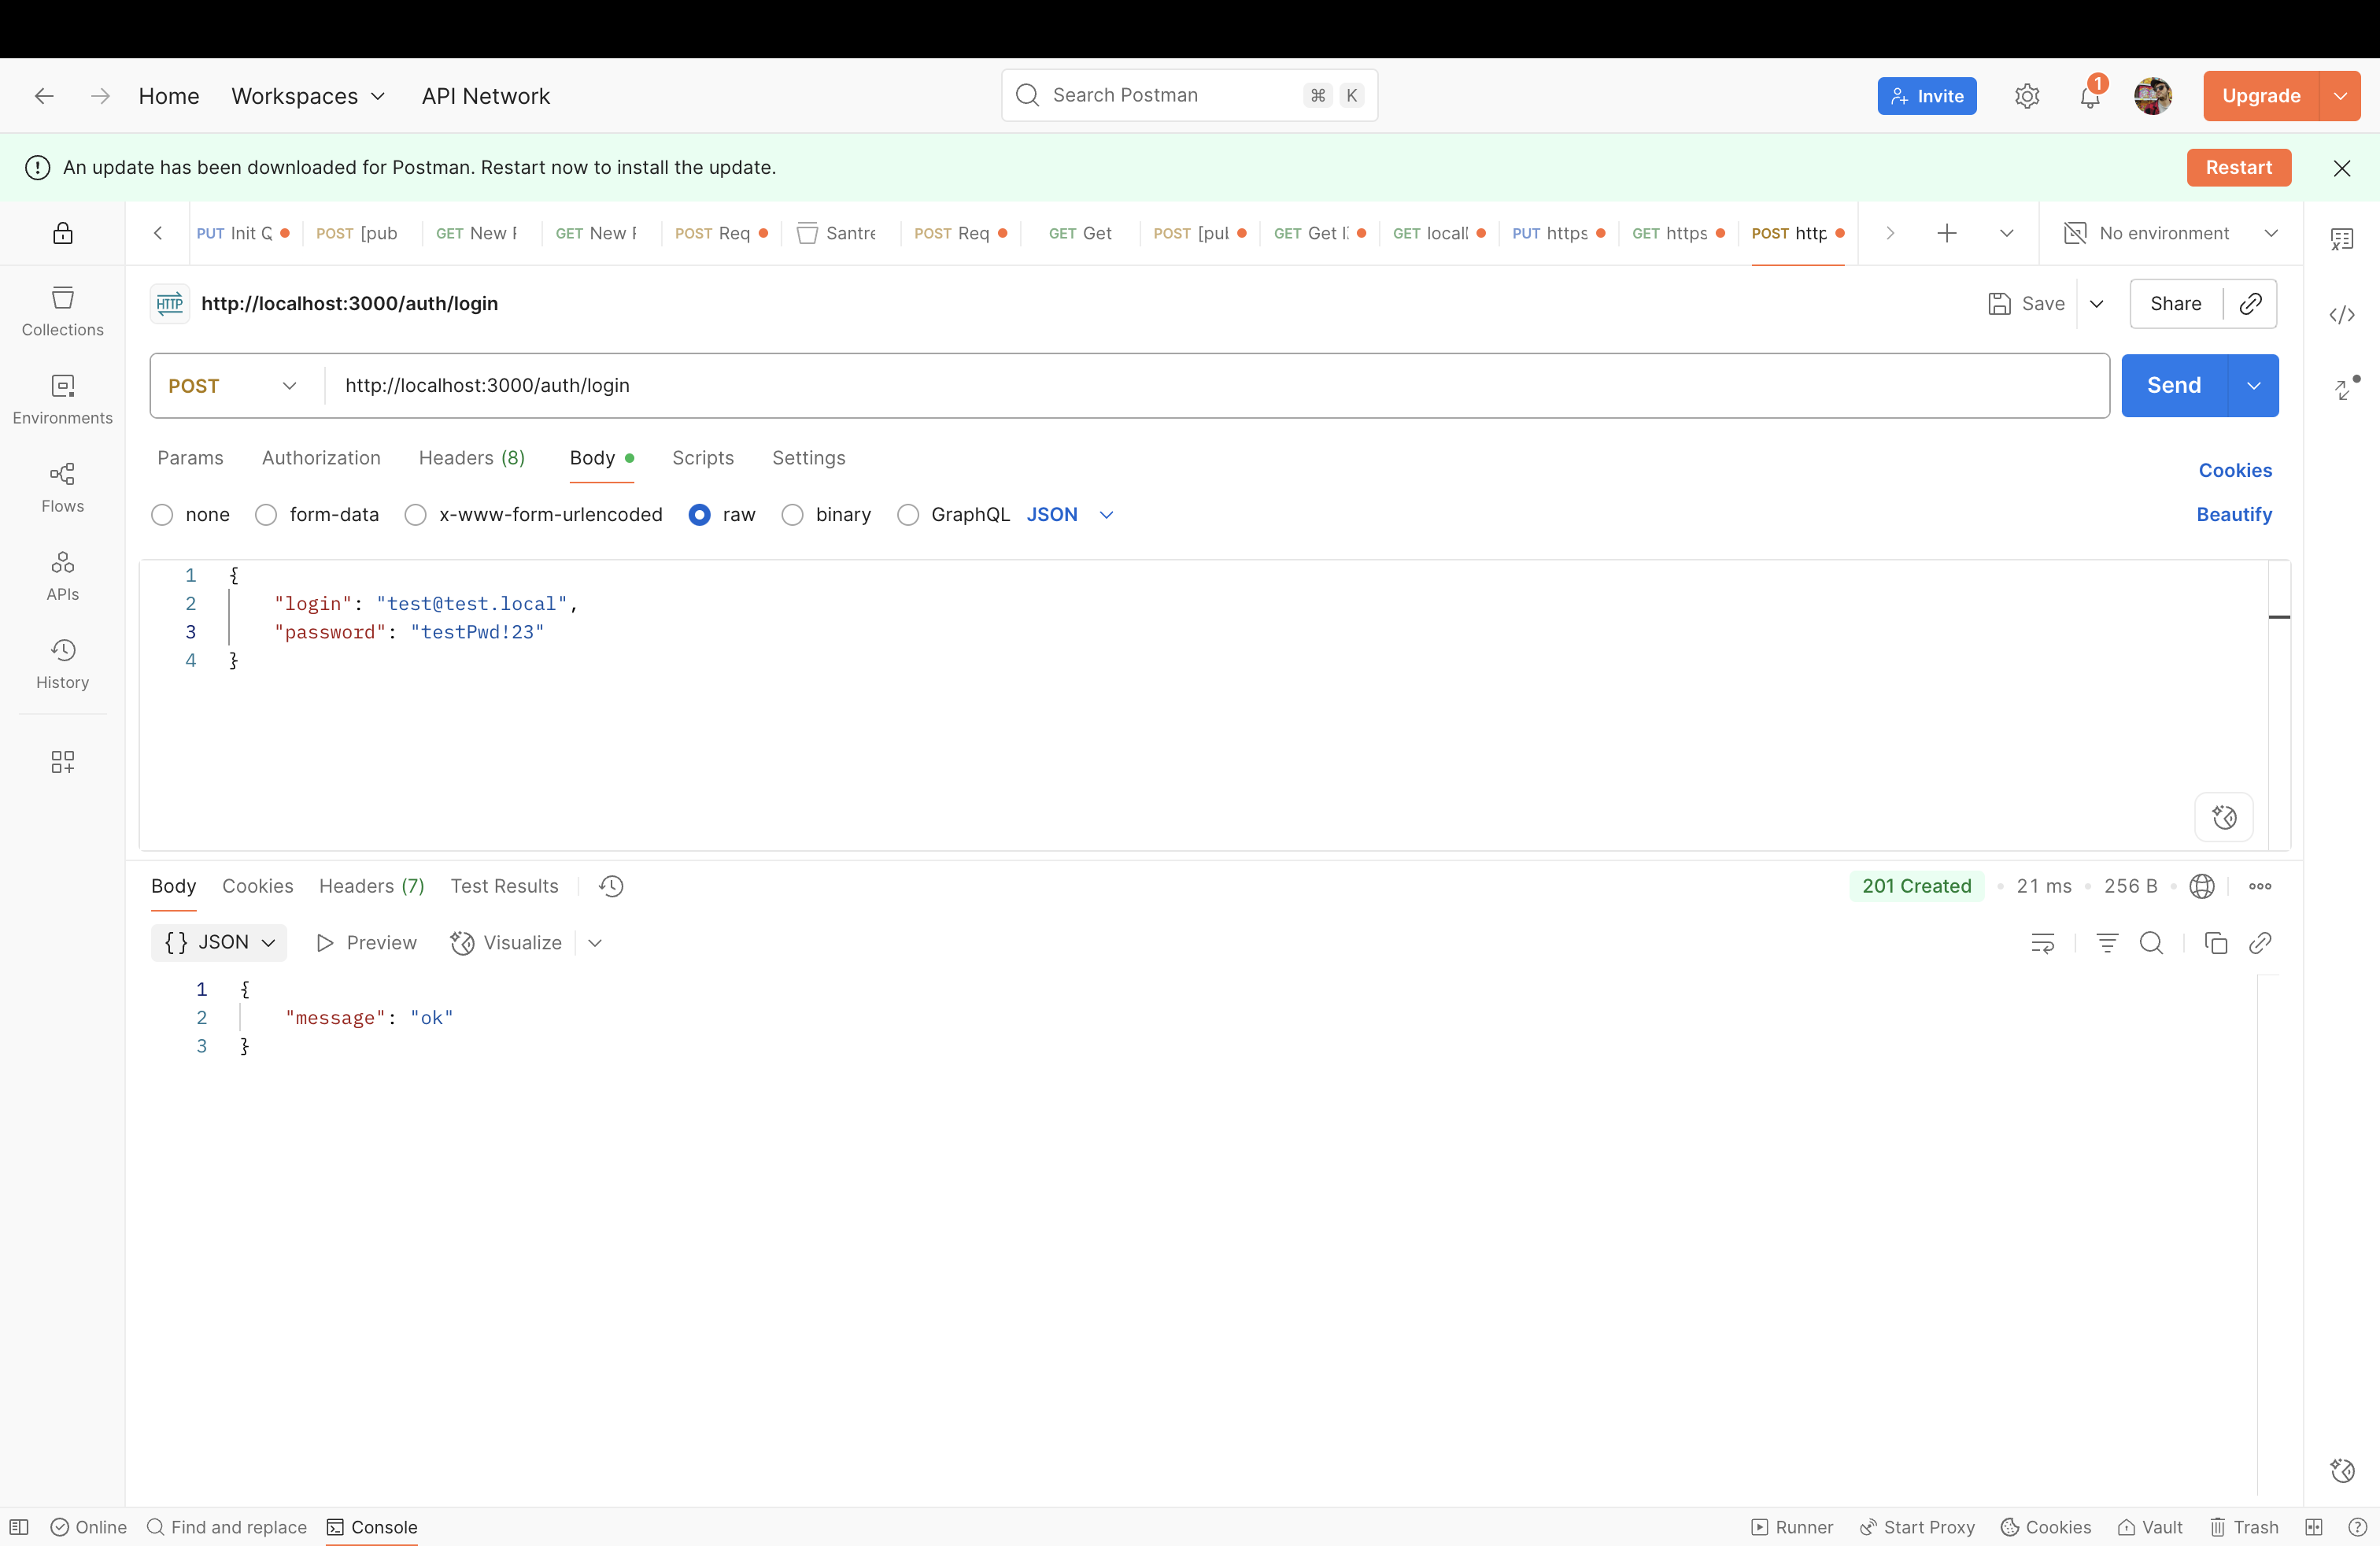 Home Workspaces API Network Search Postman ⌘ K Invite 1 Upgrade
An update has been downloaded for Postman. Restart now to install the update. Restart
PUT Init Q POST [pub GET New F GET New F POST Req Santre POST Req GET Get POST [pul GET Get I: GET locall PUT https GET https POST http No environment
HTTP http://localhost:3000/auth/login Save Share
Collections
POST http://localhost:3000/auth/login Send
Environments
Params Authorization Headers (8) Body Scripts Settings Cookies
Flows
none form-data x-www-form-urlencoded raw binary GraphQL JSON Beautify
APIs
History
1 {
2 "login": "test@test.local",
3 "password": "testPwd!23"
4 }
Body Cookies Headers (7) Test Results 201 Created 21 ms 256 B
{} JSON Preview Visualize
1 {
2 "message": "ok"
3 }
Online Find and replace Console Runner Start Proxy Cookies Vault Trash